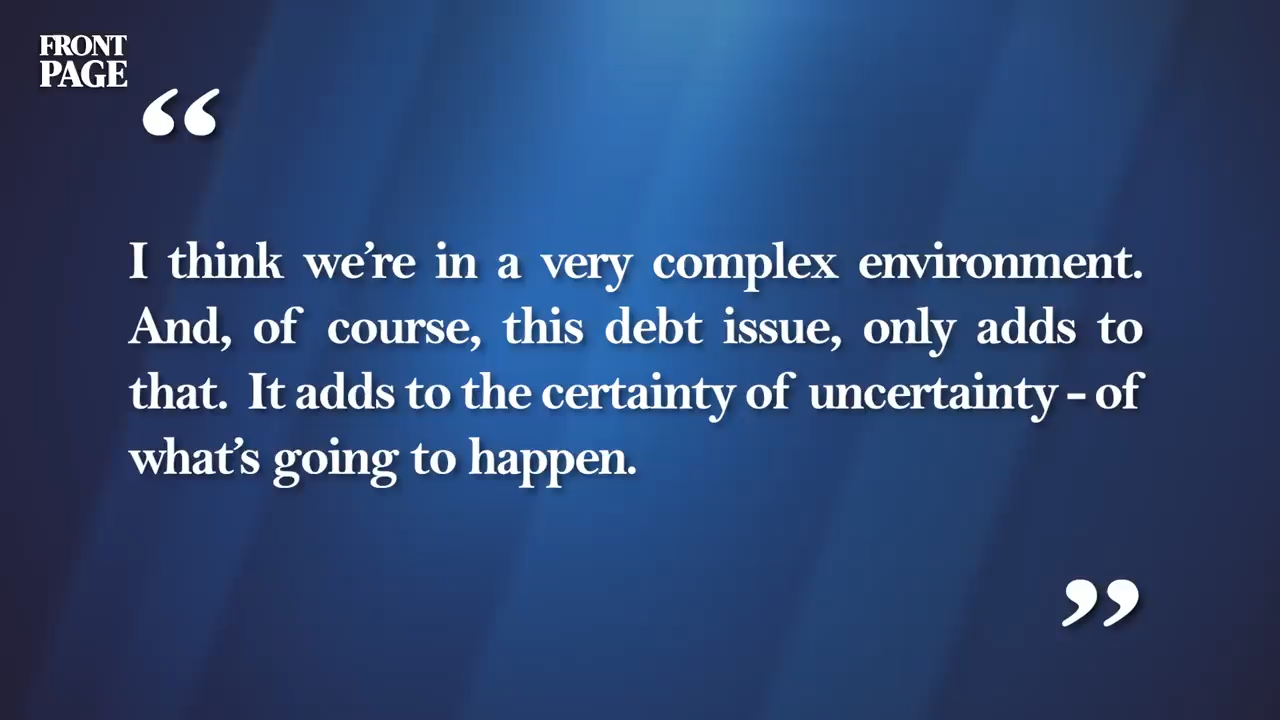 FRONT
PAGE
“
I think we’re in a very complex environment.
And, of course, this debt issue, only adds to
that. It adds to the certainty of uncertainty - of
what’s going to happen.
”